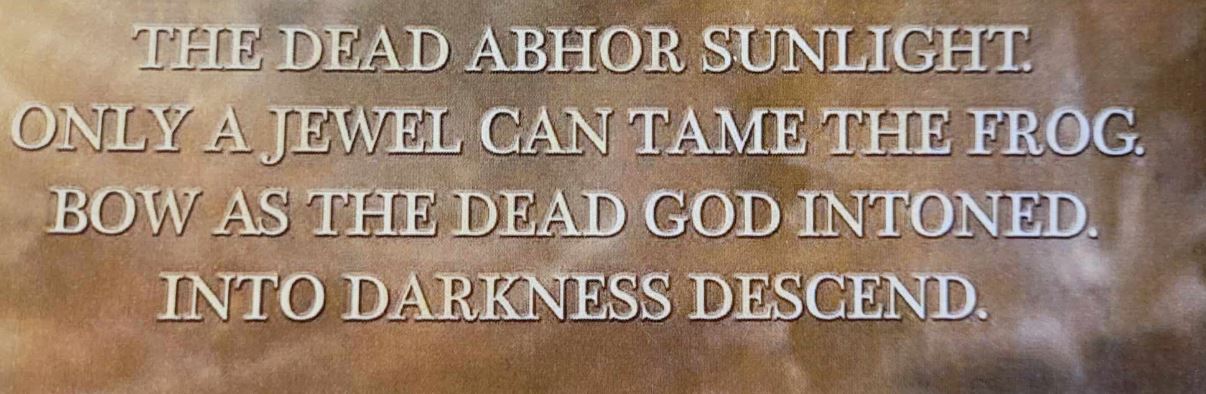 THE DEAD ABHOR SUNLIGHT.
ONLY A JEWEL CAN TAME THE FROG.
BOW AS THE DEAD GOD INTONED.
INTO DARKNESS DESCEND.